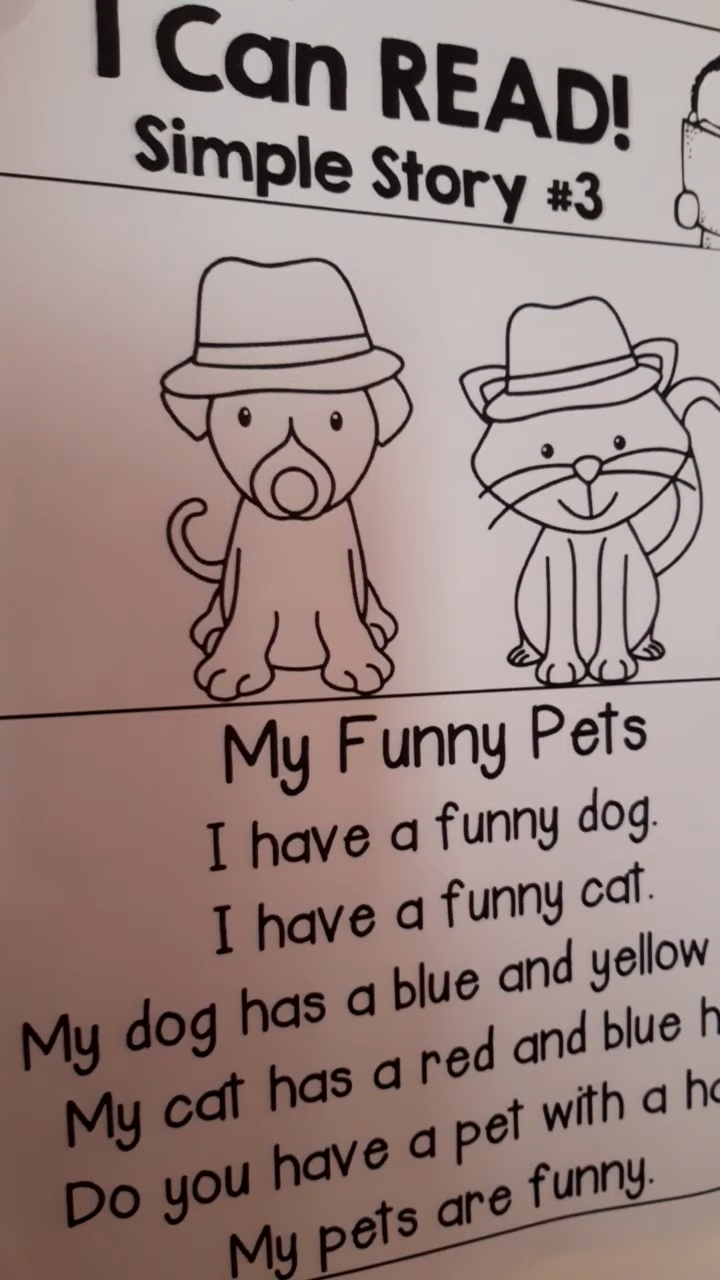 I Can READ!
Simple Story #3
My Funny Pets
I have a funny dog.
I have a funny cat.
My dog has a blue and yellow
My cat has a red and blue
Do you have a pet with a
My pets are funny.